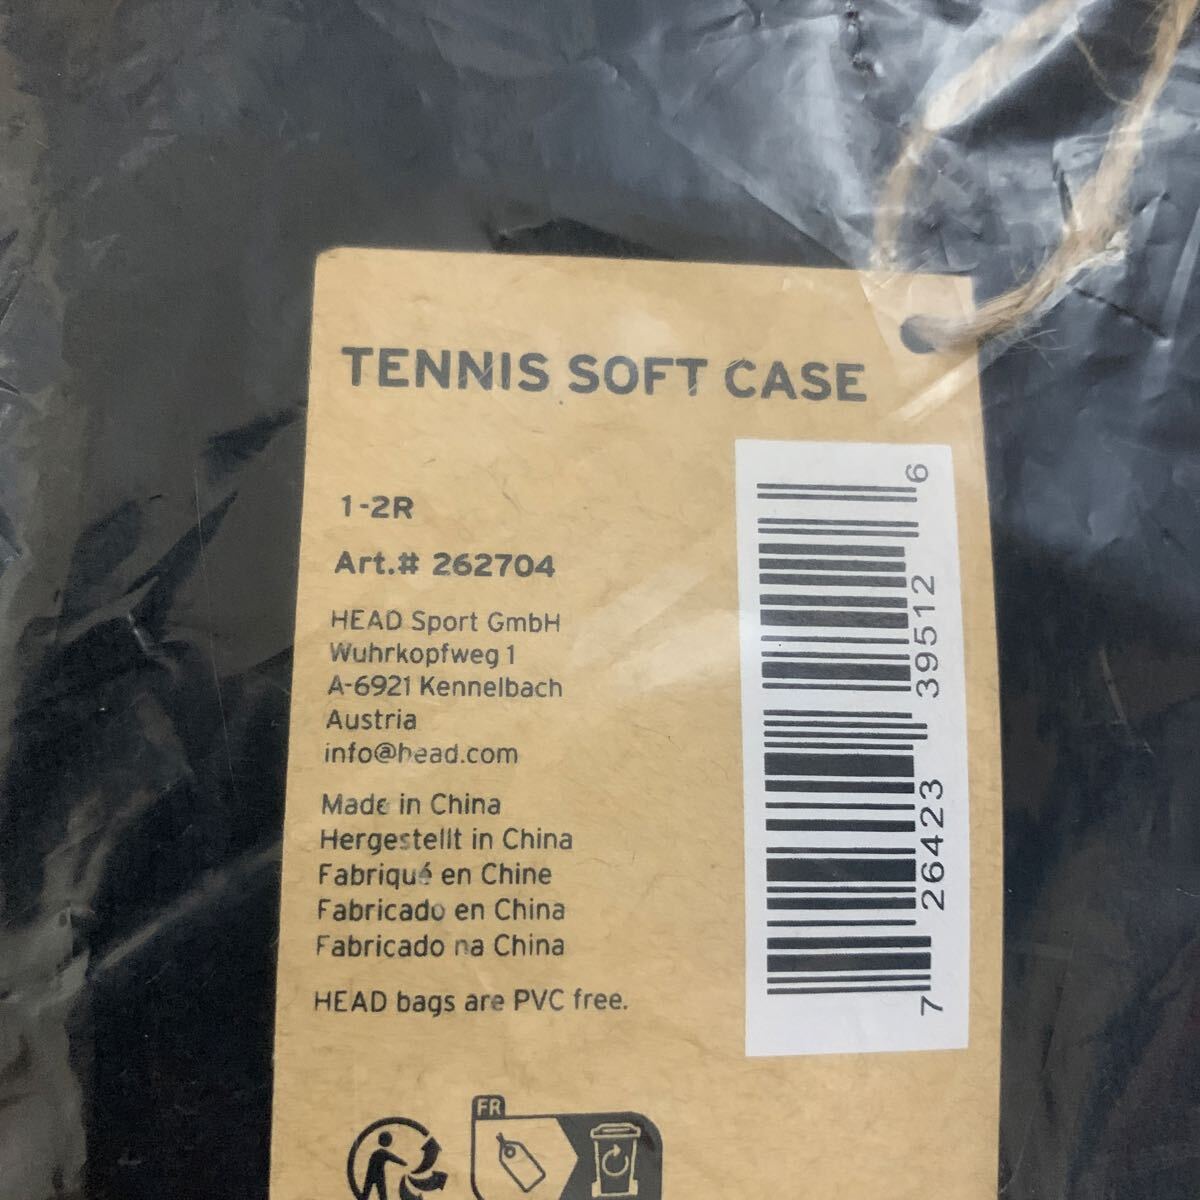 TENNIS SOFT CASE
1-2R
Art.# 262704
HEAD Sport GmbH
Wuhrkopfweg 1
A-6921 Kennelbach
Austria
info@head.com
Made in China
Hergestellt in China
Fabriqué en Chine
Fabricado en China
Fabricado na China
HEAD bags are PVC free.
7 26423 39512 6
FR